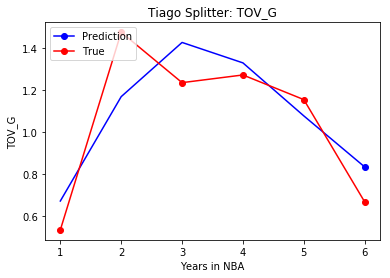 Tiago Splitter: TOV_G
Prediction
True
1.4
1.2
1.0
0.8
0.6
TOV_G
1 2 3 4 5 6
Years in NBA